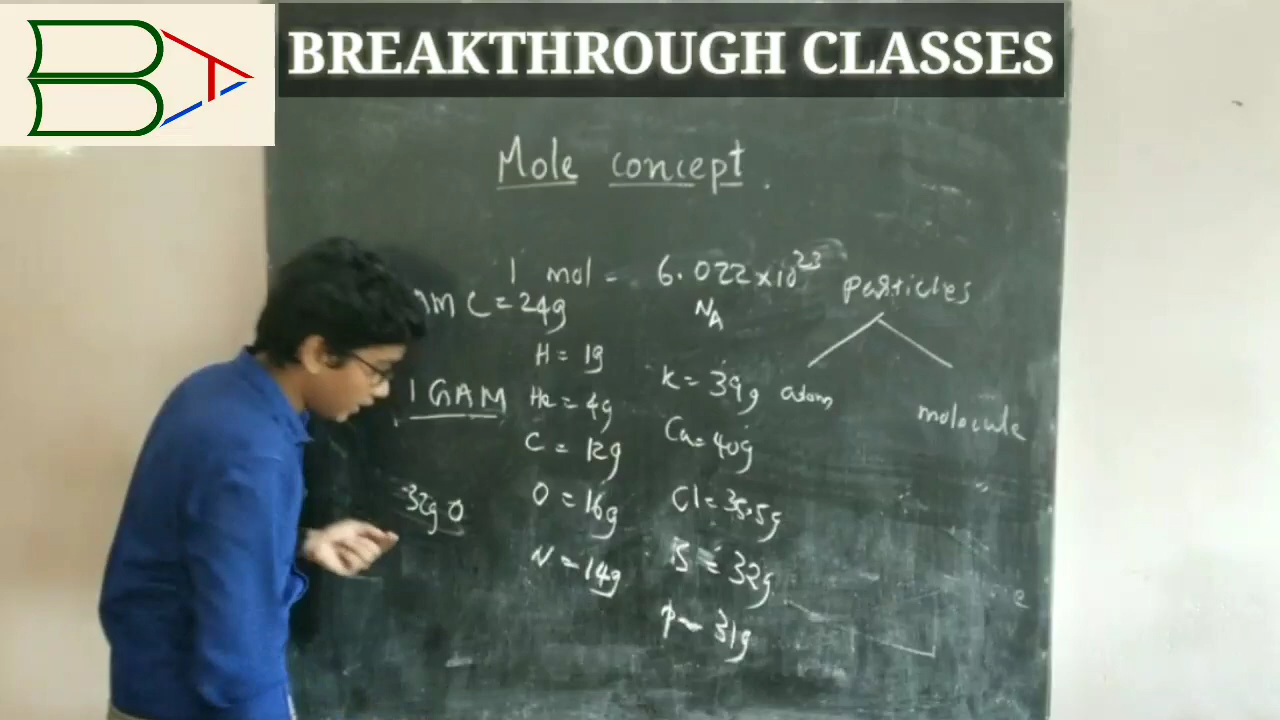 BREAKTHROUGH CLASSES
Mole concept.
1 mol = 6.022×10²³ particles
N_A
AM C = 24g
H = 1g
1 GAM
He = 4g
C = 12g
32g O
O = 16g
N = 14g
K = 39g
Ca = 40g
Cl = 35.5g
S = 32g
P = 31g
atom
molecule